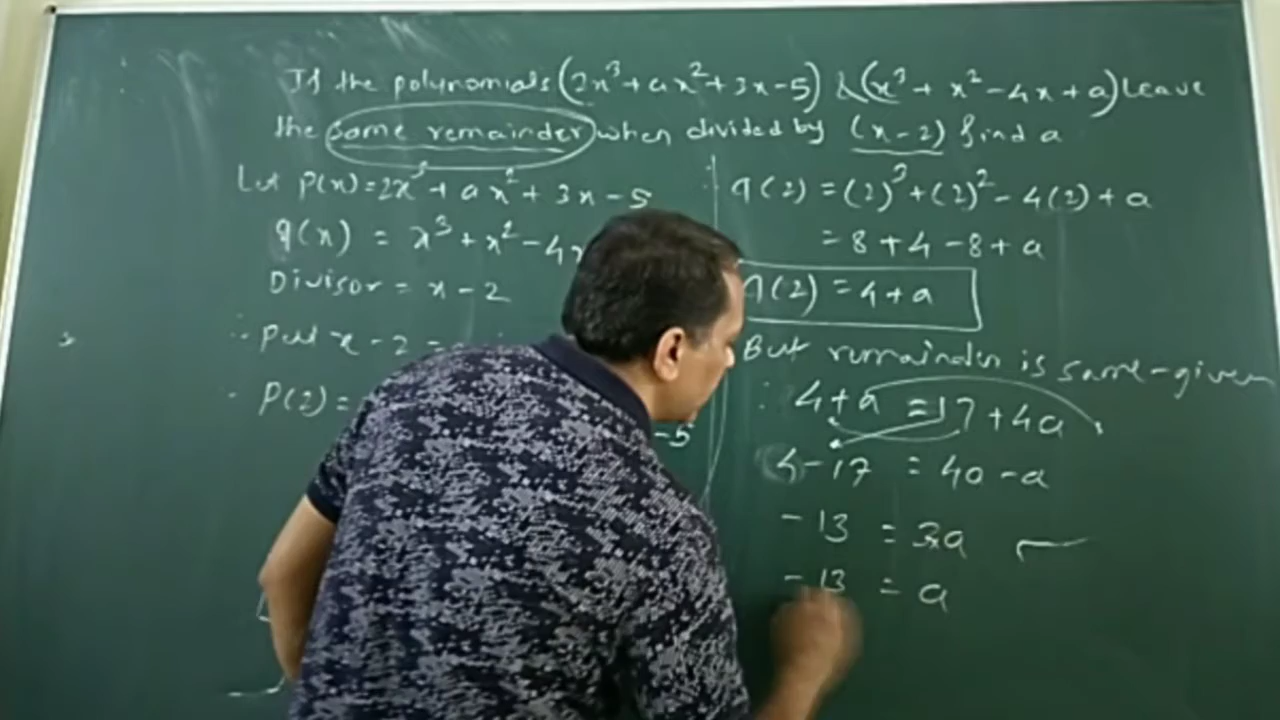 If the polynomials (2x³+ax²+3x-5) &(x³+ x²-4x+a) Leave
the same remainder when divided by (x-2) find a
Let P(x)=2x³+ax²+3x-5
q(x) = x³+x²-4x
Divisor = x-2
∴ Put x-2 =
∴ P(2)=
-5
∴ q(2) =(2)³+(2)²-4(2)+a
=8+4-8+a
q(2) =4+a
But remainder is same-given
∴ 4+a =17+4a
4-17 = 4a-a
-13 = 3a
-13 = a